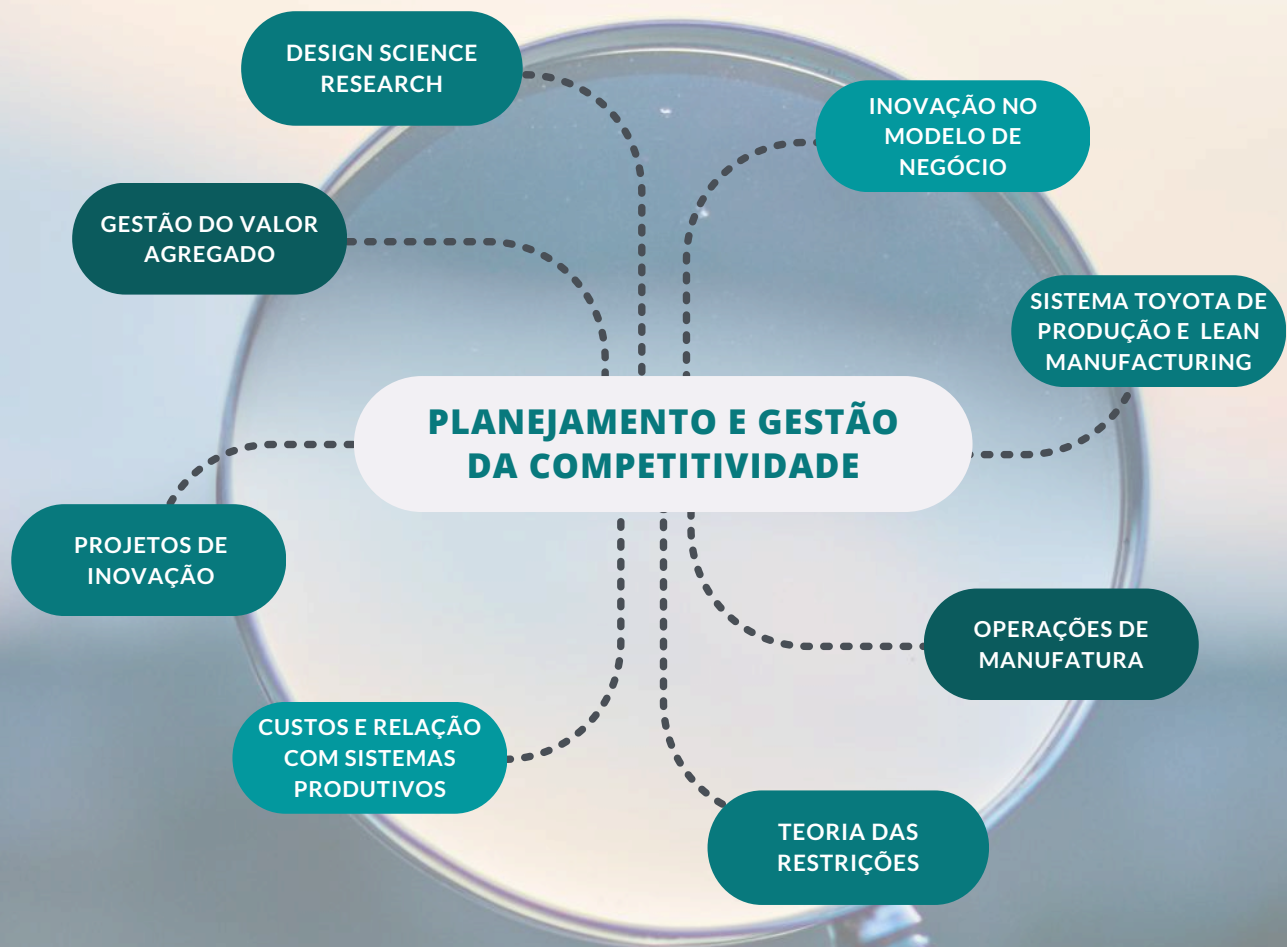 DESIGN SCIENCE
RESEARCH
INOVAÇÃO NO
MODELO DE
NEGÓCIO
GESTÃO DO VALOR
AGREGADO
SISTEMA TOYOTA DE
PRODUÇÃO E LEAN
MANUFACTURING
PLANEJAMENTO E GESTÃO
DA COMPETITIVIDADE
PROJETOS DE
INOVAÇÃO
OPERAÇÕES DE
MANUFATURA
CUSTOS E RELAÇÃO
COM SISTEMAS
PRODUTIVOS
TEORIA DAS
RESTRIÇÕES